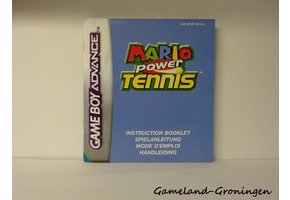 GAME BOY ADVANCE
MARIO
POWER
TENNIS
INSTRUCTION BOOKLET
SPIELANLEITUNG
MODE D'EMPLOI
HANDLEIDING
Gameland-Groningen